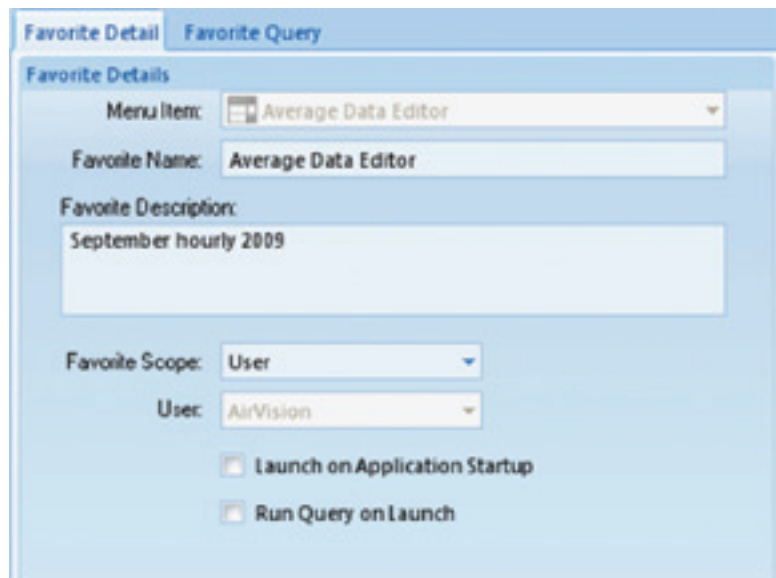 Favorite Detail Favorite Query
Favorite Details
Menu Item: Average Data Editor
Favorite Name: Average Data Editor
Favorite Description:
September hourly 2009
Favorite Scope: User
User: AirVision
Launch on Application Startup
Run Query on Launch